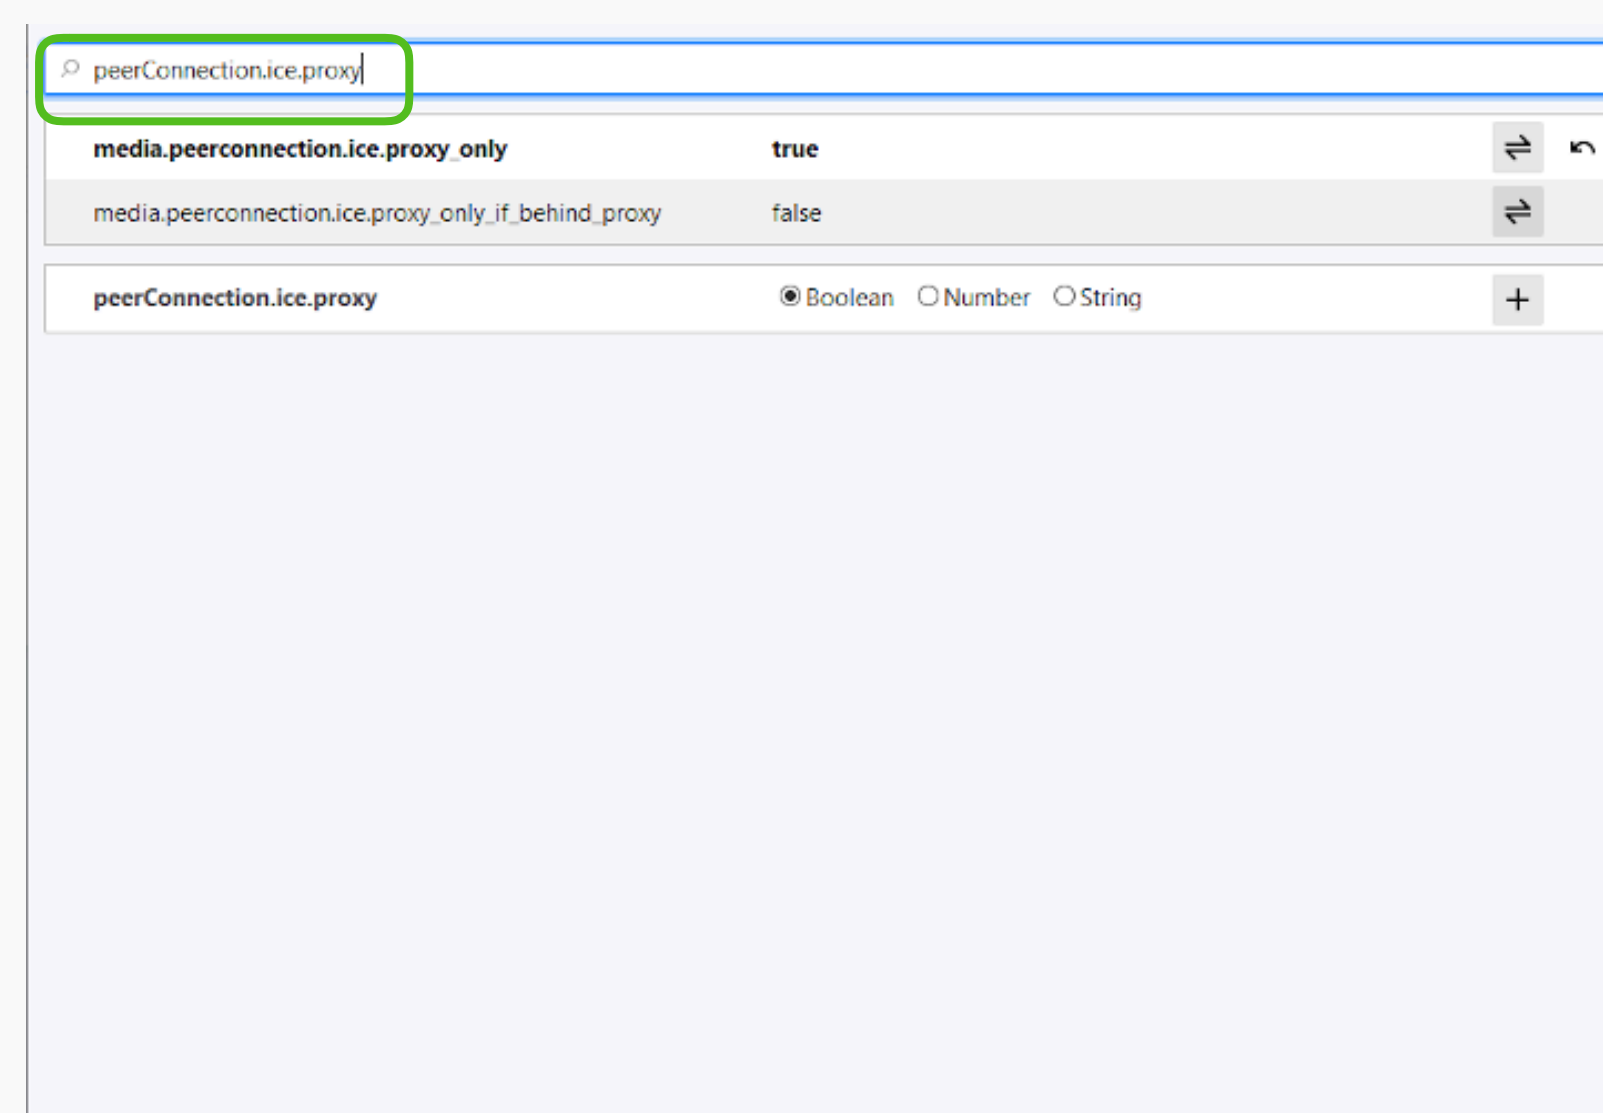 peerConnection.ice.proxy
media.peerconnection.ice.proxy_only true
media.peerconnection.ice.proxy_only_if_behind_proxy false
peerConnection.ice.proxy Boolean Number String